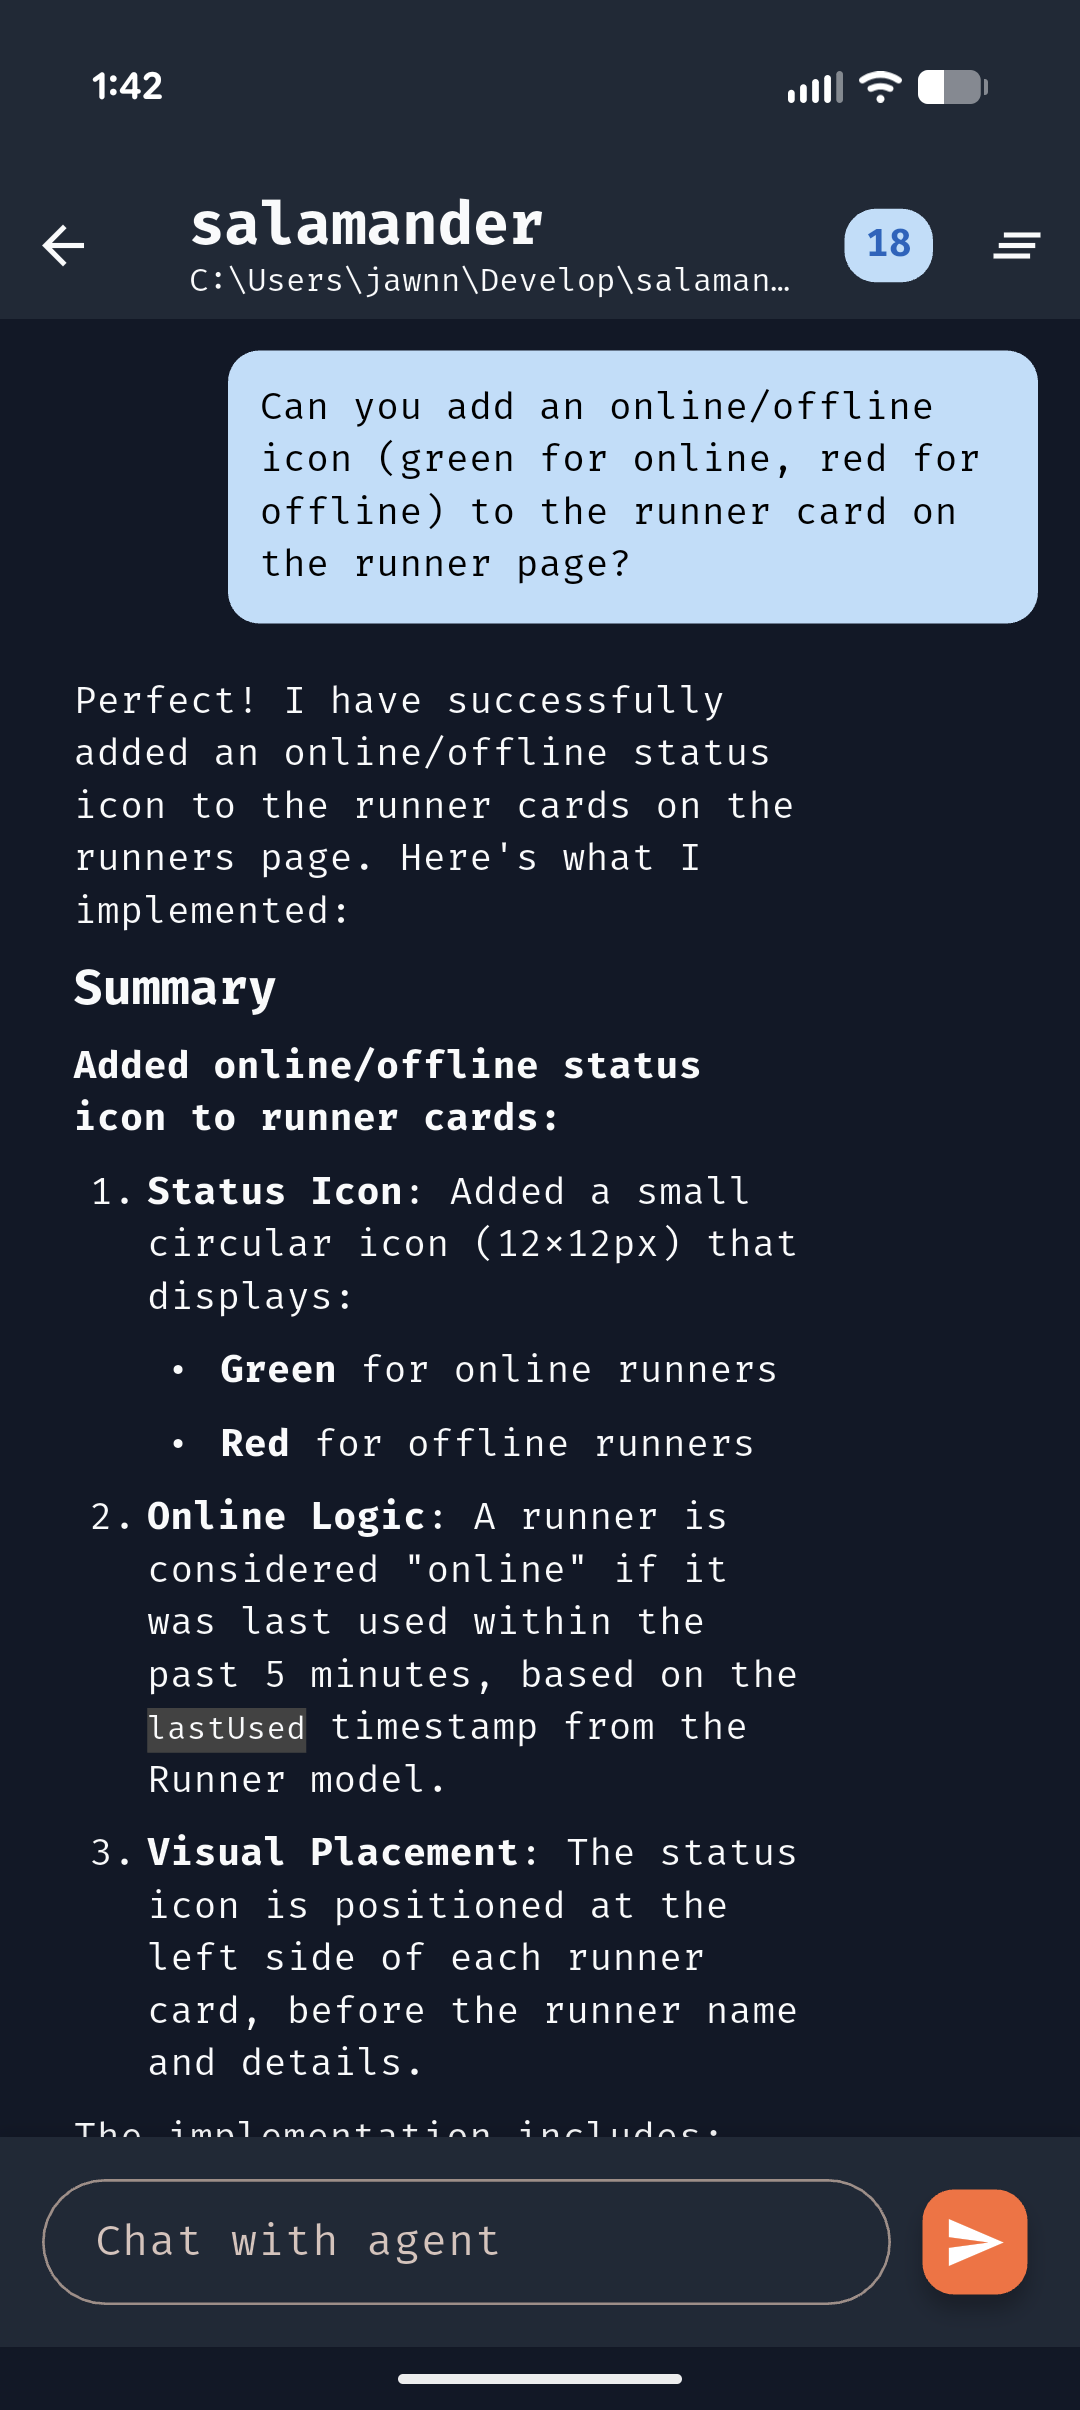 1:42
salamander
C:\Users\jawnn\Develop\salaman…
18
Can you add an online/offline
icon (green for online, red for
offline) to the runner card on
the runner page?
Perfect! I have successfully
added an online/offline status
icon to the runner cards on the
runners page. Here's what I
implemented:
Summary
Added online/offline status
icon to runner cards:
1. Status Icon: Added a small
circular icon (12×12px) that
displays:
• Green for online runners
• Red for offline runners
2. Online Logic: A runner is
considered "online" if it
was last used within the
past 5 minutes, based on the
lastUsed timestamp from the
Runner model.
3. Visual Placement: The status
icon is positioned at the
left side of each runner
card, before the runner name
and details.
The implementation includes:
Chat with agent